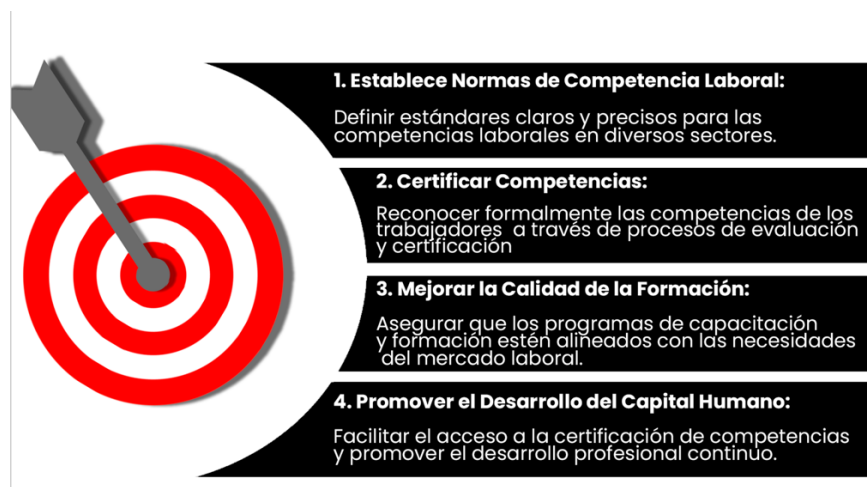 1. Establece Normas de Competencia Laboral:
Definir estándares claros y precisos para las
competencias laborales en diversos sectores.
2. Certificar Competencias:
Reconocer formalmente las competencias de los
trabajadores a través de procesos de evaluación
y certificación
3. Mejorar la Calidad de la Formación:
Asegurar que los programas de capacitación
y formación estén alineados con las necesidades
del mercado laboral.
4. Promover el Desarrollo del Capital Humano:
Facilitar el acceso a la certificación de competencias
y promover el desarrollo profesional continuo.